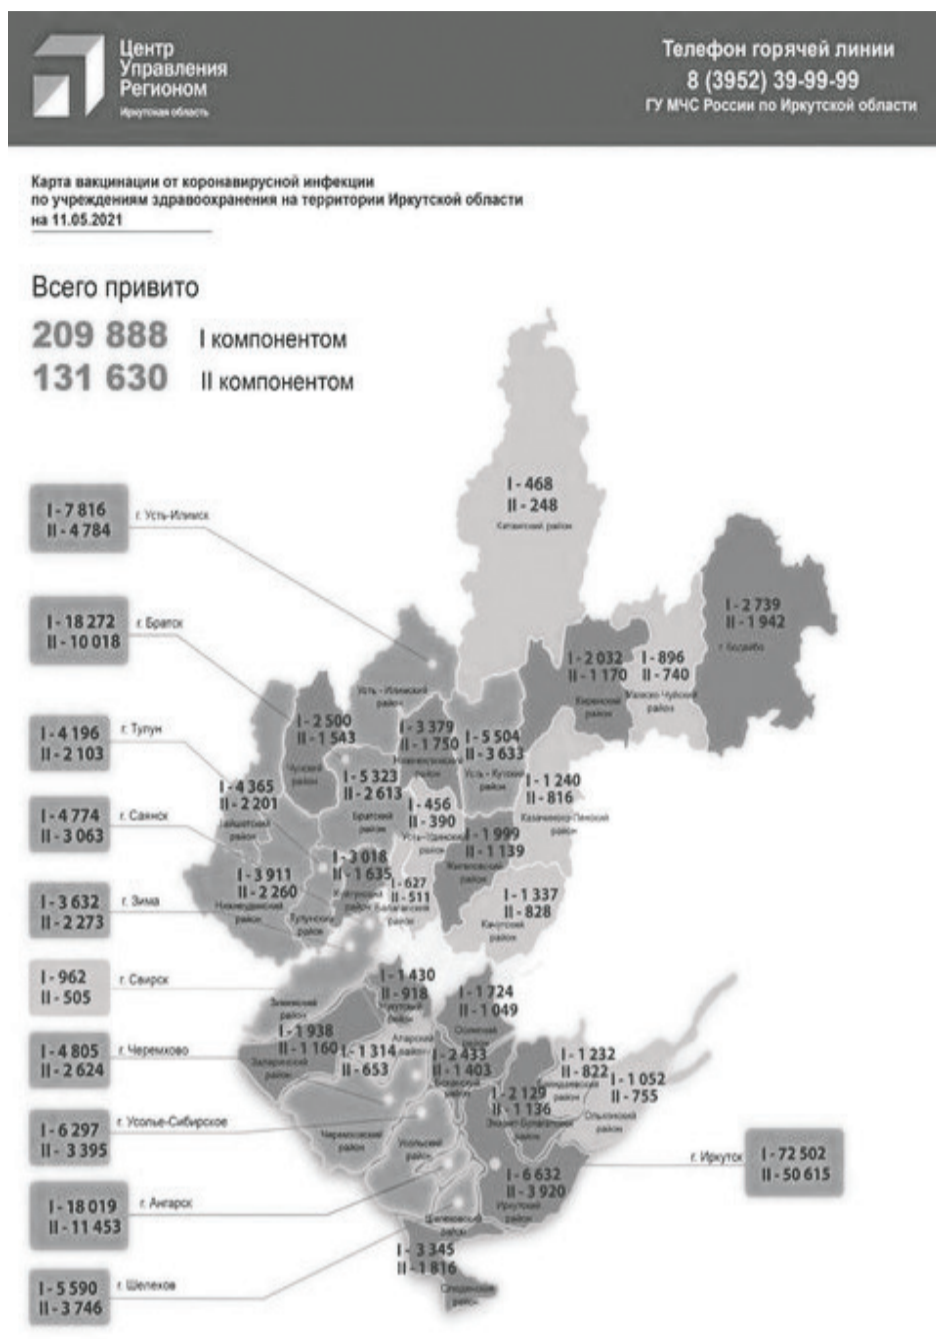 Центр
Управления
Регионом
Иркутская область
Телефон горячей линии
8 (3952) 39-99-99
ГУ МЧС России по Иркутской области
Карта вакцинации от коронавирусной инфекции
по учреждениям здравоохранения на территории Иркутской области
на 11.05.2021
Всего привито
209 888 I компонентом
131 630 II компонентом
I - 468
II - 248
Катангский район
I - 7 816
II - 4 784
г. Усть-Илимск
I - 18 272
II - 10 018
г. Братск
I - 4 196
II - 2 103
г. Тулун
I - 4 774
II - 3 063
г. Саянск
I - 3 632
II - 2 273
г. Зима
I - 962
II - 505
г. Свирск
I - 4 805
II - 2 624
г. Черемхово
I - 6 297
II - 3 395
г. Усолье-Сибирское
I - 18 019
II - 11 453
г. Ангарск
I - 5 590
II - 3 746
г. Шелехов
I - 2 739
II - 1 942
г. Бодайбо
I - 2 032
II - 1 170
Киренский
район
I - 896
II - 740
Мамско-Чуйский
район
Усть - Илимский
район
I - 2 500
II - 1 543
Чунский
район
I - 3 379
II - 1 750
Нижнеилимский
район
I - 5 504
II - 3 633
Усть - Кутский
район
I - 5 323
II - 2 613
Братский
район
I - 4 365
II - 2 201
Тайшетский
район
I - 456
II - 390
Усть-Удинский
район
I - 1 240
II - 816
Казачинско-Ленский
район
I - 1 999
II - 1 139
Жигаловский
район
I - 3 911
II - 2 260
Нижнеудинский
район
I - 3 018
II - 1 635
Куйтунский
район
I - 627
II - 511
Балаганский
район
Тулунский
район
I - 1 337
II - 828
Качугский
район
Зиминский
район
I - 1 430
II - 918
Нукутский
район
I - 1 724
II - 1 049
Осинский
район
I - 1 938
II - 1 160
Заларинский
район
Аларский
район
I - 1 314
II - 653
I - 2 433
II - 1 403
Боханский
район
I - 1 232
II - 822
Баяндаевский
район
I - 1 052
II - 755
Ольхонский
район
I - 2 129
II - 1 136
Эхирит-Булагатский
район
Черемховский
район
Усольский
район
I - 6 632
II - 3 920
Иркутский
район
г. Иркутск
I - 72 502
II - 50 615
Шелеховский
район
I - 3 345
II - 1 816
Слюдянский
район